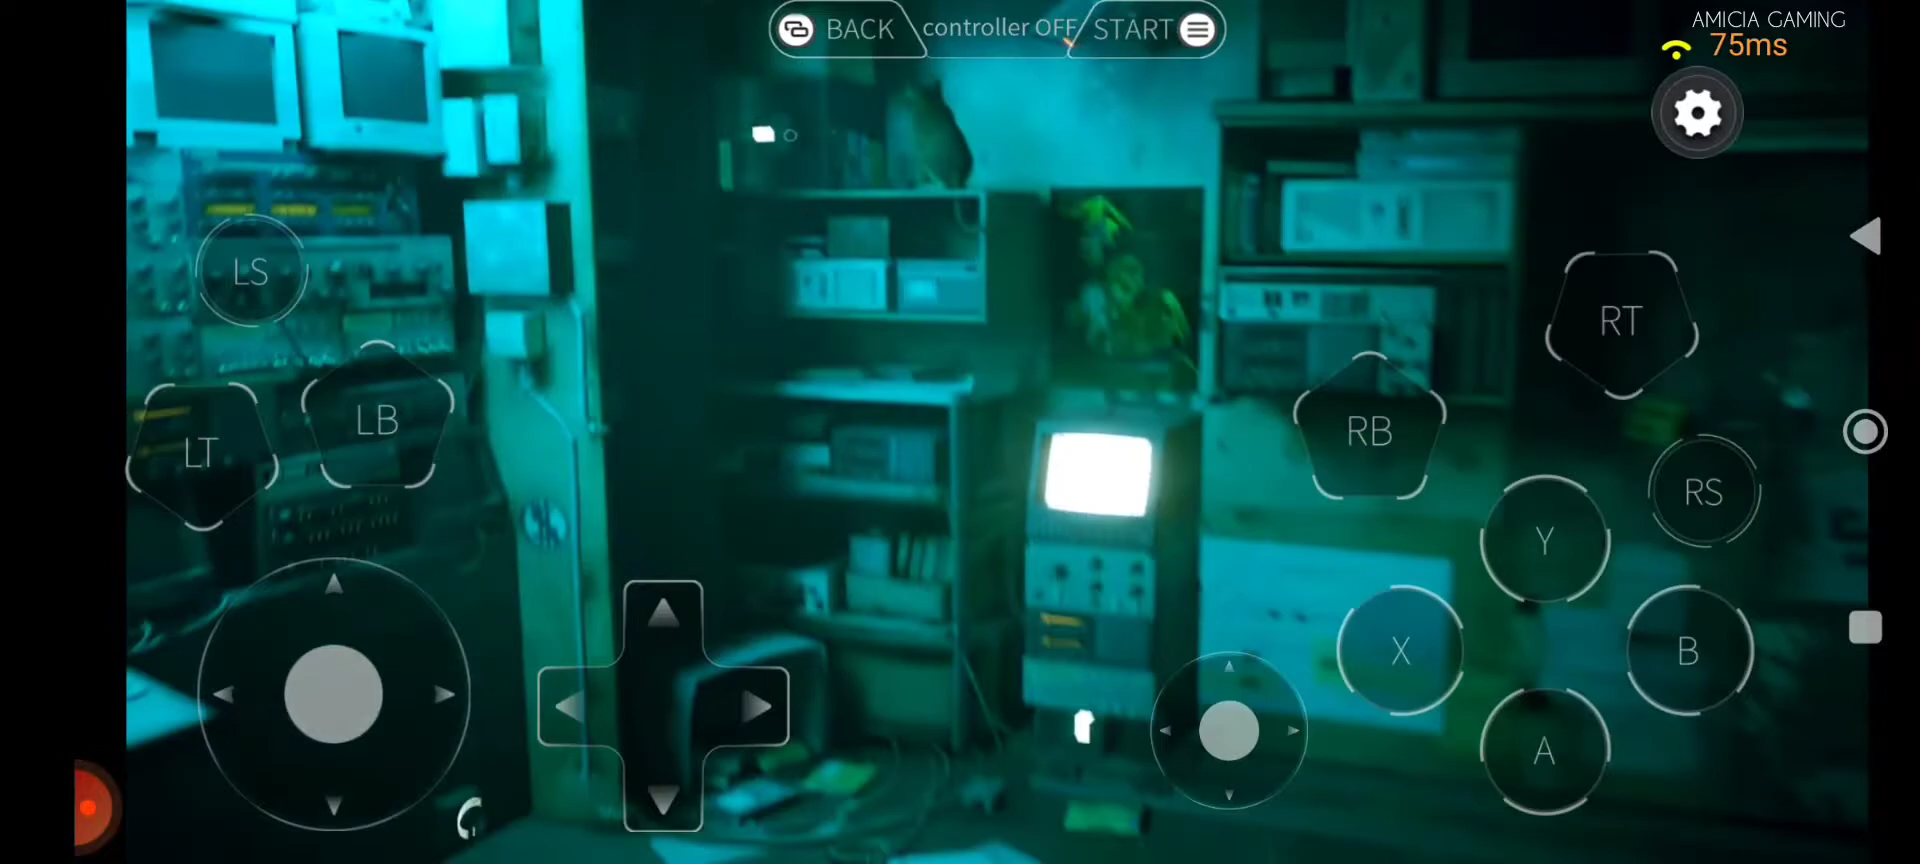 AMICIA GAMING
BACK
controller OFF
START
75ms
LS
RT
LT
LB
RB
RS
Y
X
B
A